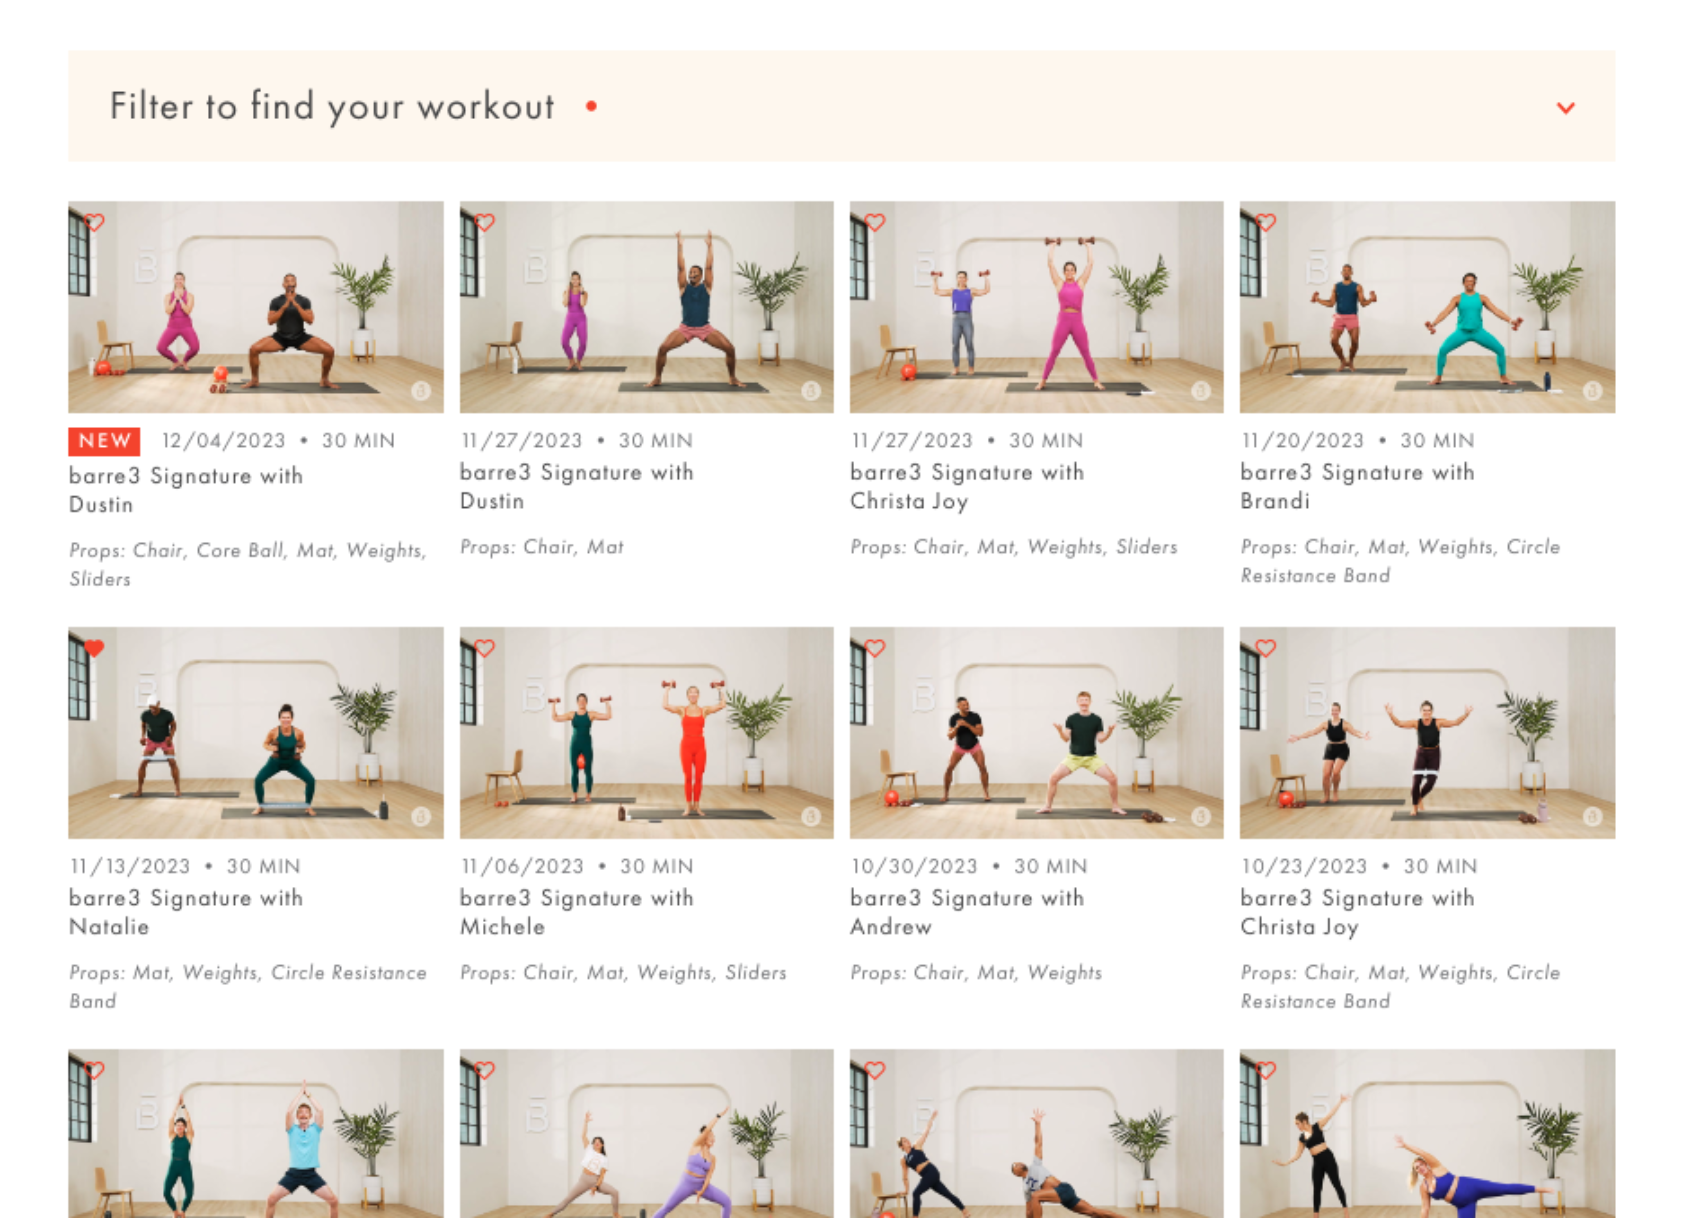 Filter to find your workout
NEW 12/04/2023 • 30 MIN
barre3 Signature with
Dustin
Props: Chair, Core Ball, Mat, Weights,
Sliders
11/27/2023 • 30 MIN
barre3 Signature with
Dustin
Props: Chair, Mat
11/27/2023 • 30 MIN
barre3 Signature with
Christa Joy
Props: Chair, Mat, Weights, Sliders
11/20/2023 • 30 MIN
barre3 Signature with
Brandi
Props: Chair, Mat, Weights, Circle
Resistance Band
11/13/2023 • 30 MIN
barre3 Signature with
Natalie
Props: Mat, Weights, Circle Resistance
Band
11/06/2023 • 30 MIN
barre3 Signature with
Michele
Props: Chair, Mat, Weights, Sliders
10/30/2023 • 30 MIN
barre3 Signature with
Andrew
Props: Chair, Mat, Weights
10/23/2023 • 30 MIN
barre3 Signature with
Christa Joy
Props: Chair, Mat, Weights, Circle
Resistance Band